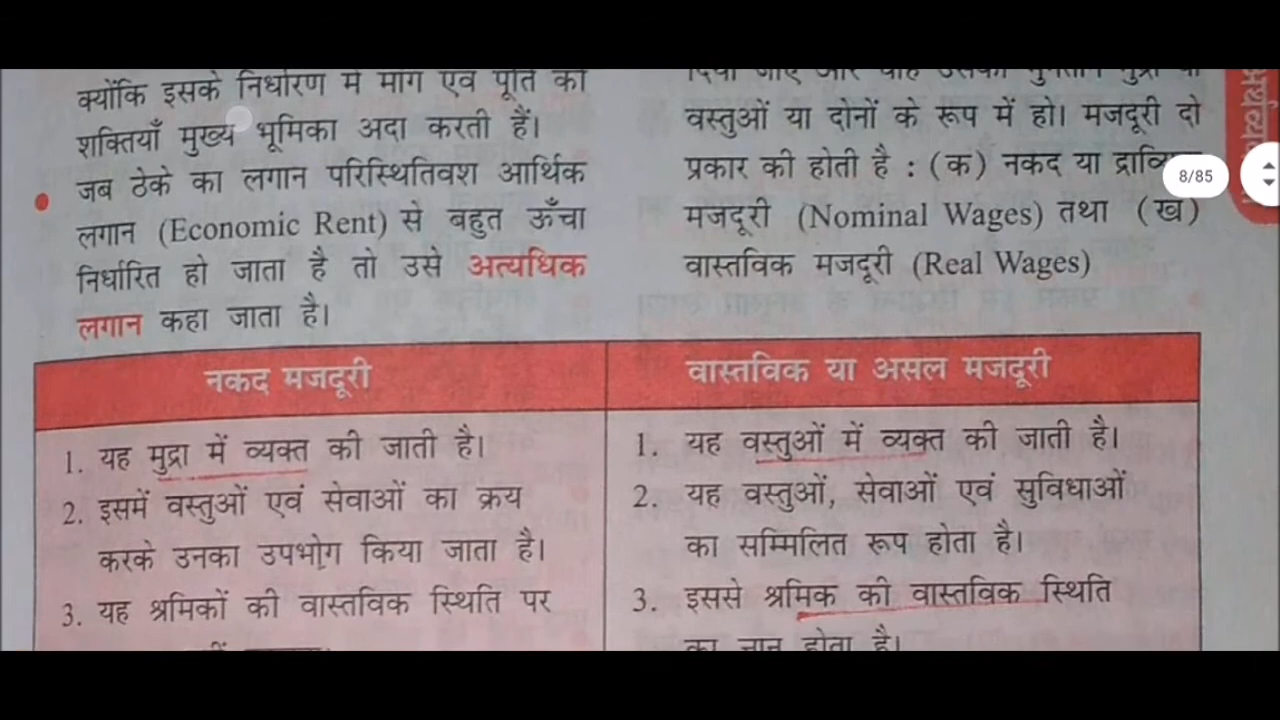 क्योंकि इसके निर्धारण में मांग एवं पूर्ति की
शक्तियाँ मुख्य भूमिका अदा करती हैं।
जब ठेके का लगान परिस्थितिवश आर्थिक
लगान (Economic Rent) से बहुत ऊँचा
निर्धारित हो जाता है तो उसे अत्यधिक
लगान कहा जाता है।
वस्तुओं या दोनों के रूप में हो। मजदूरी दो
प्रकार की होती है : (क) नकद या
मजदूरी (Nominal Wages) तथा (ख)
वास्तविक मजदूरी (Real Wages)
8/85
नकद मजदूरी
1. यह मुद्रा में व्यक्त की जाती है।
2. इसमें वस्तुओं एवं सेवाओं का क्रय
करके उनका उपभोग किया जाता है।
3. यह श्रमिकों की वास्तविक स्थिति पर
वास्तविक या असल मजदूरी
1. यह वस्तुओं में व्यक्त की जाती है।
2. यह वस्तुओं, सेवाओं एवं सुविधाओं
का सम्मिलित रूप होता है।
3. इससे श्रमिक की वास्तविक स्थिति
का ज्ञान होता है।